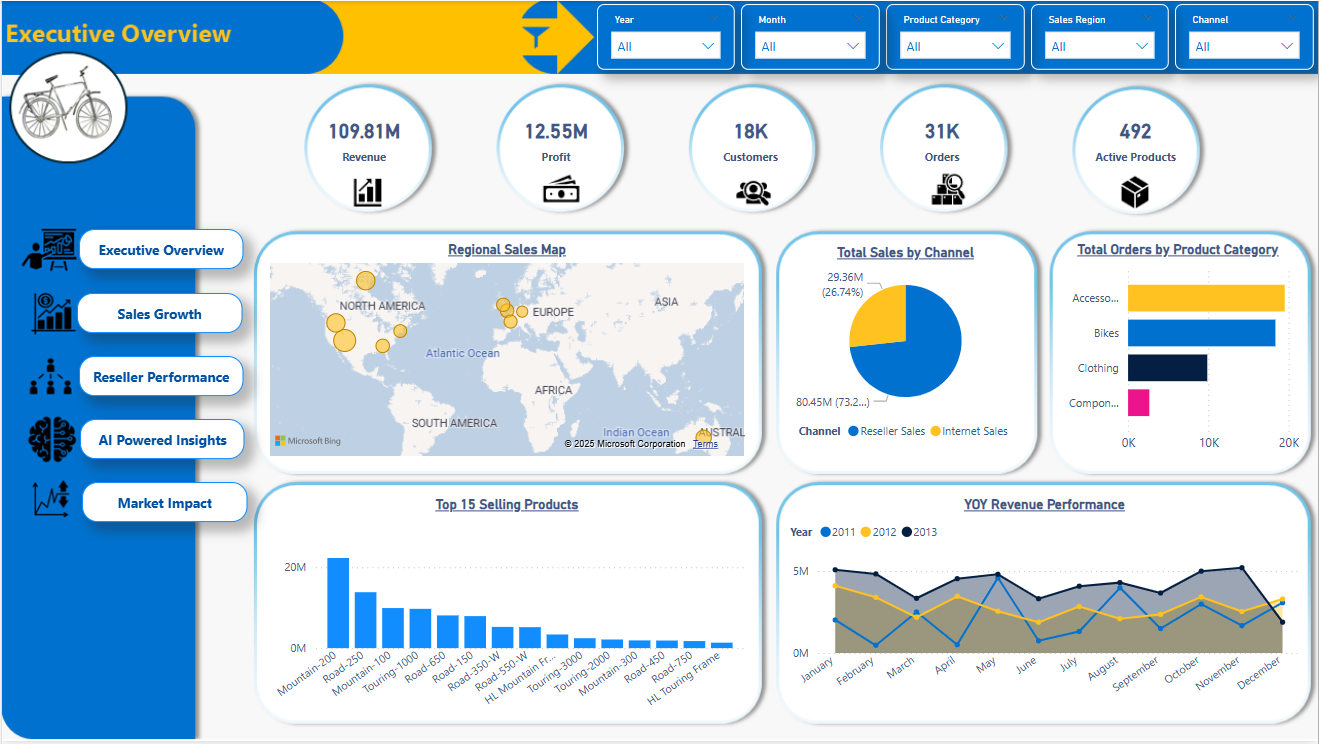 Executive Overview
Year
All
Month
All
Product Category
All
Sales Region
All
Channel
All
109.81M
Revenue
12.55M
Profit
18K
Customers
31K
Orders
492
Active Products
Executive Overview
Sales Growth
Reseller Performance
AI Powered Insights
Market Impact
Regional Sales Map
NORTH AMERICA
EUROPE
ASIA
Atlantic Ocean
AFRICA
SOUTH AMERICA
Indian Ocean
AUSTRAL
Microsoft Bing
© 2025 Microsoft Corporation Terms
Total Sales by Channel
29.36M
(26.74%)
80.45M (73.2...)
Channel Reseller Sales Internet Sales
Total Orders by Product Category
Accesso...
Bikes
Clothing
Compon...
0K 10K 20K
Top 15 Selling Products
20M
0M
Mountain-200
Road-250
Mountain-100
Touring-1000
Road-650
Road-150
Road-350-W
Road-550-W
HL Mountain Fr...
Touring-3000
Touring-2000
Mountain-300
Road-450
Road-750
HL Touring Frame
YOY Revenue Performance
Year 2011 2012 2013
5M
0M
January
February
March
April
May
June
July
August
September
October
November
December